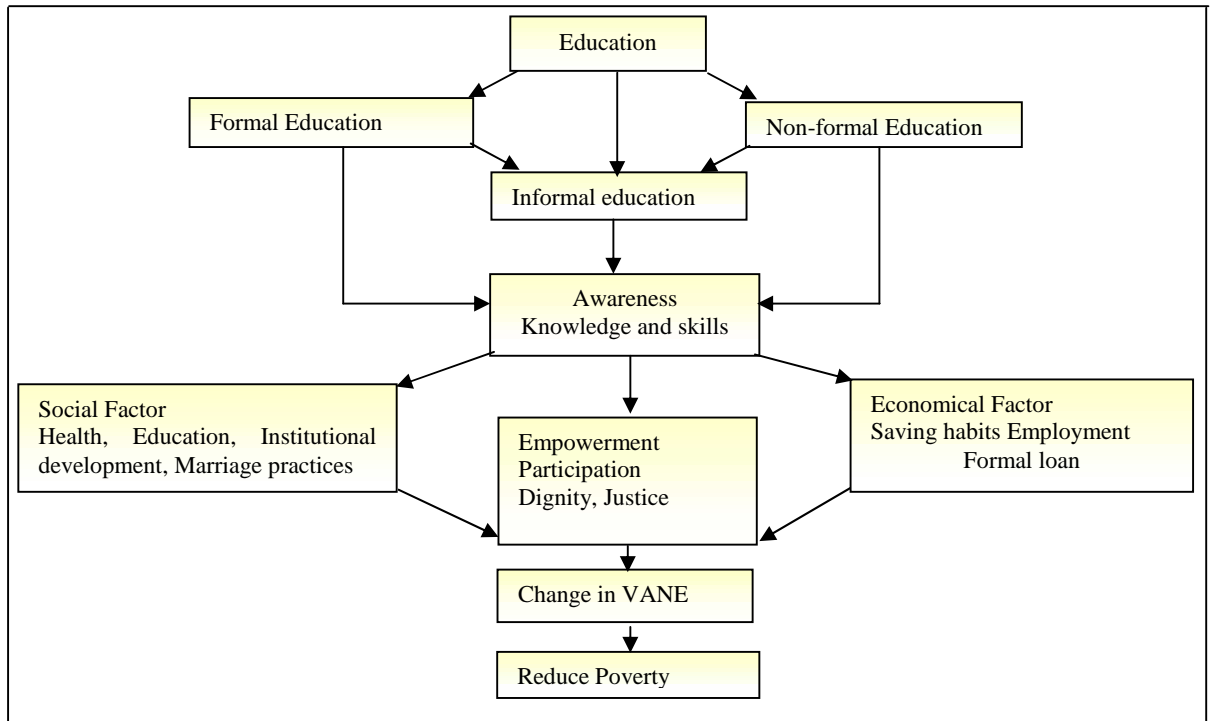 Education
Formal Education
Non-formal Education
Informal education
Awareness
Knowledge and skills
Social Factor
Health, Education, Institutional
development, Marriage practices
Empowerment
Participation
Dignity, Justice
Economical Factor
Saving habits Employment
Formal loan
Change in VANE
Reduce Poverty